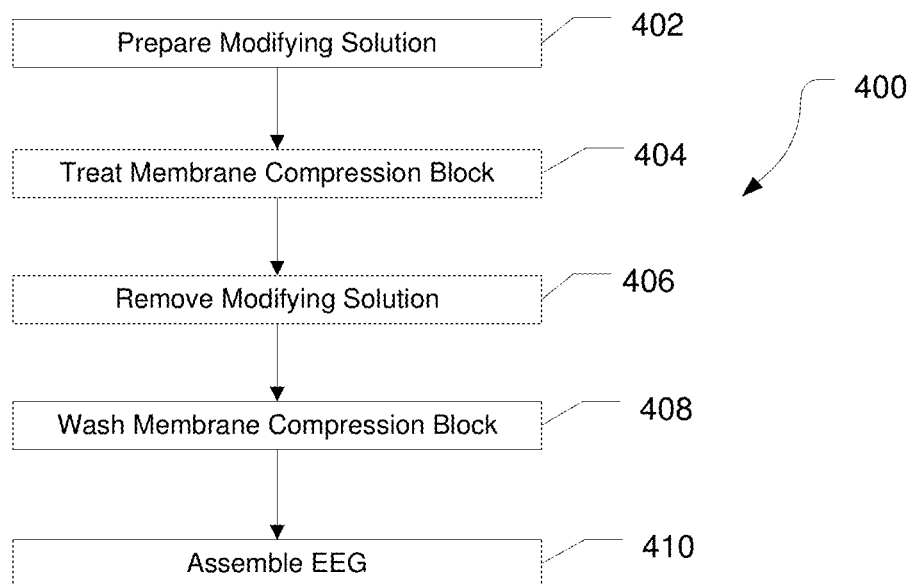 Prepare Modifying Solution
402
400
Treat Membrane Compression Block
404
Remove Modifying Solution
406
Wash Membrane Compression Block
408
Assemble EEG
410